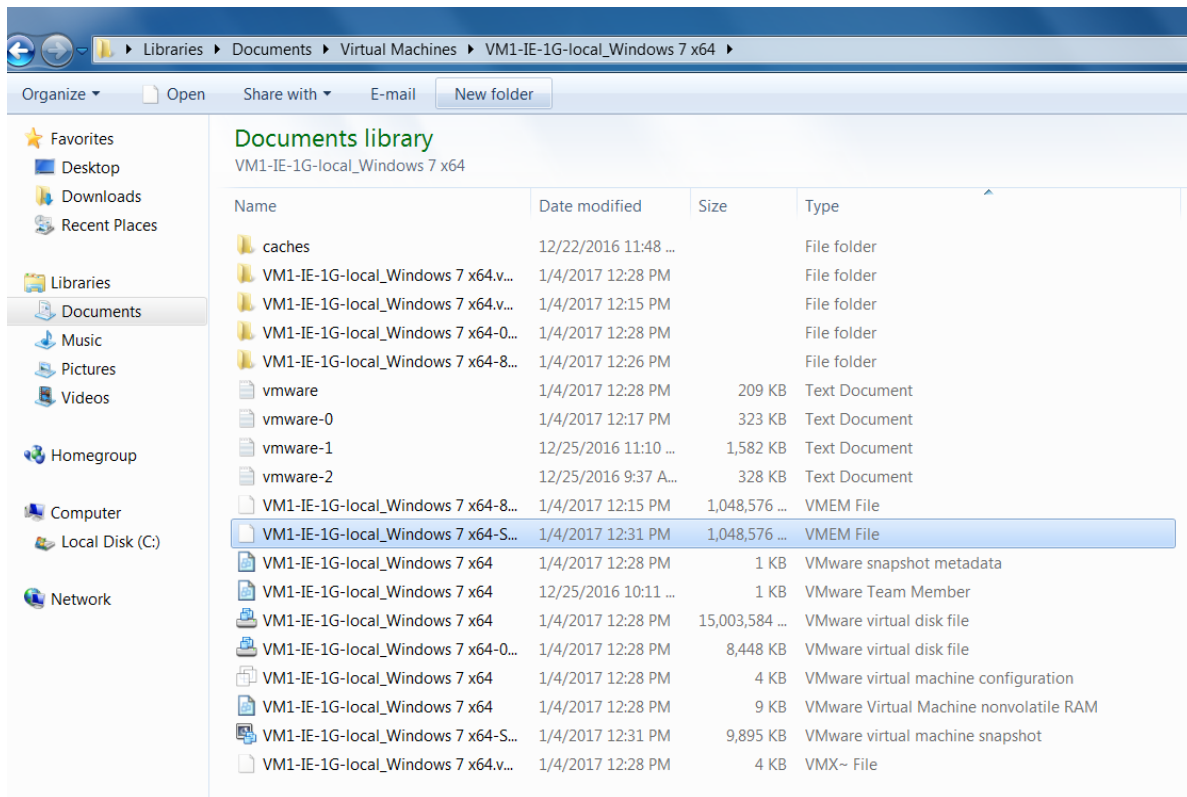 Libraries Documents Virtual Machines VM1-IE-1G-local_Windows 7 x64
Organize Open Share with E-mail New folder
Favorites
Desktop
Downloads
Recent Places
Libraries
Documents
Music
Pictures
Videos
Homegroup
Computer
Local Disk (C:)
Network
Documents library
VM1-IE-1G-local_Windows 7 x64
Name Date modified Size Type
caches 12/22/2016 11:48 ... File folder
VM1-IE-1G-local_Windows 7 x64.v... 1/4/2017 12:28 PM File folder
VM1-IE-1G-local_Windows 7 x64.v... 1/4/2017 12:15 PM File folder
VM1-IE-1G-local_Windows 7 x64-0... 1/4/2017 12:28 PM File folder
VM1-IE-1G-local_Windows 7 x64-8... 1/4/2017 12:26 PM File folder
vmware 1/4/2017 12:28 PM 209 KB Text Document
vmware-0 1/4/2017 12:17 PM 323 KB Text Document
vmware-1 12/25/2016 11:10 ... 1,582 KB Text Document
vmware-2 12/25/2016 9:37 A... 328 KB Text Document
VM1-IE-1G-local_Windows 7 x64-8... 1/4/2017 12:15 PM 1,048,576 ... VMEM File
VM1-IE-1G-local_Windows 7 x64-S... 1/4/2017 12:31 PM 1,048,576 ... VMEM File
VM1-IE-1G-local_Windows 7 x64 1/4/2017 12:28 PM 1 KB VMware snapshot metadata
VM1-IE-1G-local_Windows 7 x64 12/25/2016 10:11 ... 1 KB VMware Team Member
VM1-IE-1G-local_Windows 7 x64 1/4/2017 12:28 PM 15,003,584 ... VMware virtual disk file
VM1-IE-1G-local_Windows 7 x64-0... 1/4/2017 12:28 PM 8,448 KB VMware virtual disk file
VM1-IE-1G-local_Windows 7 x64 1/4/2017 12:28 PM 4 KB VMware virtual machine configuration
VM1-IE-1G-local_Windows 7 x64 1/4/2017 12:28 PM 9 KB VMware Virtual Machine nonvolatile RAM
VM1-IE-1G-local_Windows 7 x64-S... 1/4/2017 12:31 PM 9,895 KB VMware virtual machine snapshot
VM1-IE-1G-local_Windows 7 x64.v... 1/4/2017 12:28 PM 4 KB VMX~ File